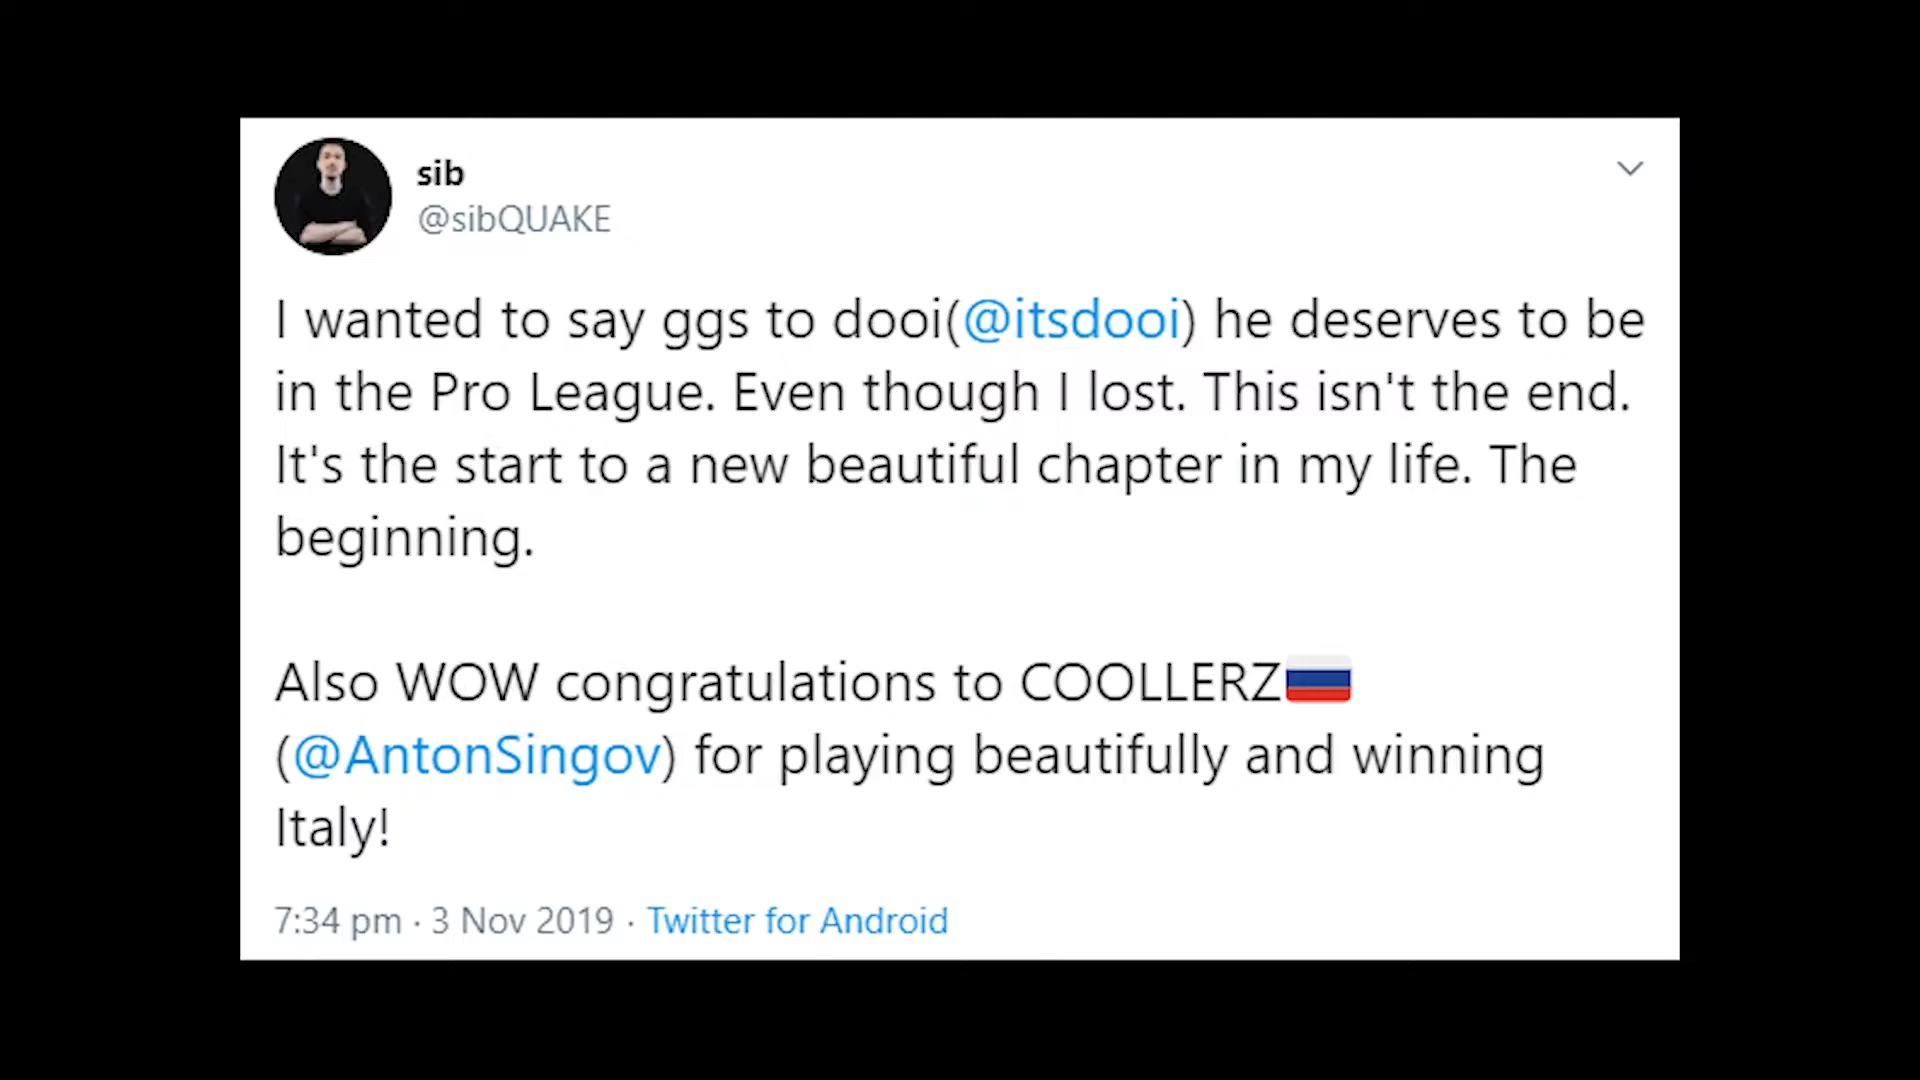 sib
@sibQUAKE
I wanted to say ggs to dooi(@itsdooi) he deserves to be
in the Pro League. Even though I lost. This isn't the end.
It's the start to a new beautiful chapter in my life. The
beginning.
Also WOW congratulations to COOLLERZ🇷🇺
(@AntonSingov) for playing beautifully and winning
Italy!
7:34 pm · 3 Nov 2019 · Twitter for Android